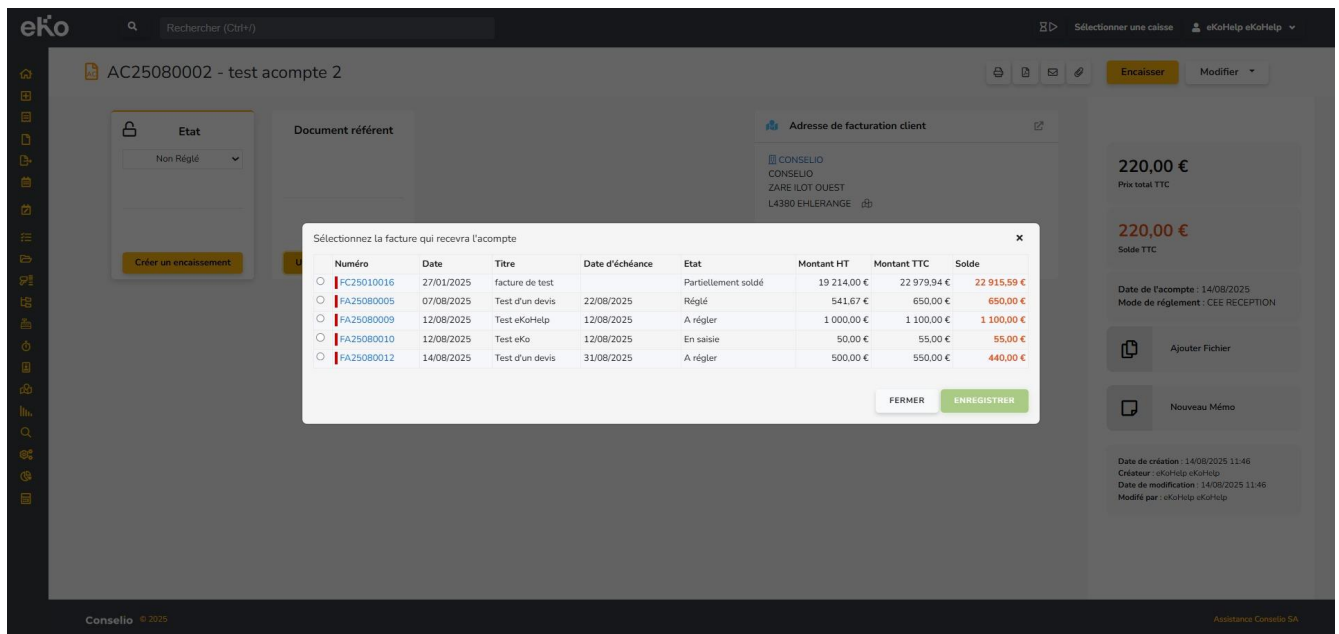 eKo
Rechercher (Ctrl+/)
Sélectionner une caisse
eKoHelp eKoHelp
AC25080002 - test acompte 2
Encaisser
Modifier
Etat
Non Réglé
Créer un encaissement
Document référent
U
Adresse de facturation client
CONSELIO
CONSELIO
ZARE ILOT OUEST
L4380 EHLERANGE
220,00 €
Prix total TTC
220,00 €
Solde TTC
Date de l'acompte : 14/08/2025
Mode de réglement : CEE RECEPTION
Ajouter Fichier
Nouveau Mémo
Date de création : 14/08/2025 11:46
Créateur : eKoHelp eKoHelp
Date de modification : 14/08/2025 11:46
Modifé par : eKoHelp eKoHelp
Sélectionnez la facture qui recevra l'acompte
Numéro Date Titre Date d'échéance Etat Montant HT Montant TTC Solde
FC25010016 27/01/2025 facture de test Partiellement soldé 19 214,00 € 22 979,94 € 22 915,59 €
FA25080005 07/08/2025 Test d'un devis 22/08/2025 Réglé 541,67 € 650,00 € 650,00 €
FA25080009 12/08/2025 Test eKoHelp 12/08/2025 A régler 1 000,00 € 1 100,00 € 1 100,00 €
FA25080010 12/08/2025 Test eKo 12/08/2025 En saisie 50,00 € 55,00 € 55,00 €
FA25080012 14/08/2025 Test d'un devis 31/08/2025 A régler 500,00 € 550,00 € 440,00 €
FERMER
ENREGISTRER
Conselio © 2025
Assistance Conselio SA